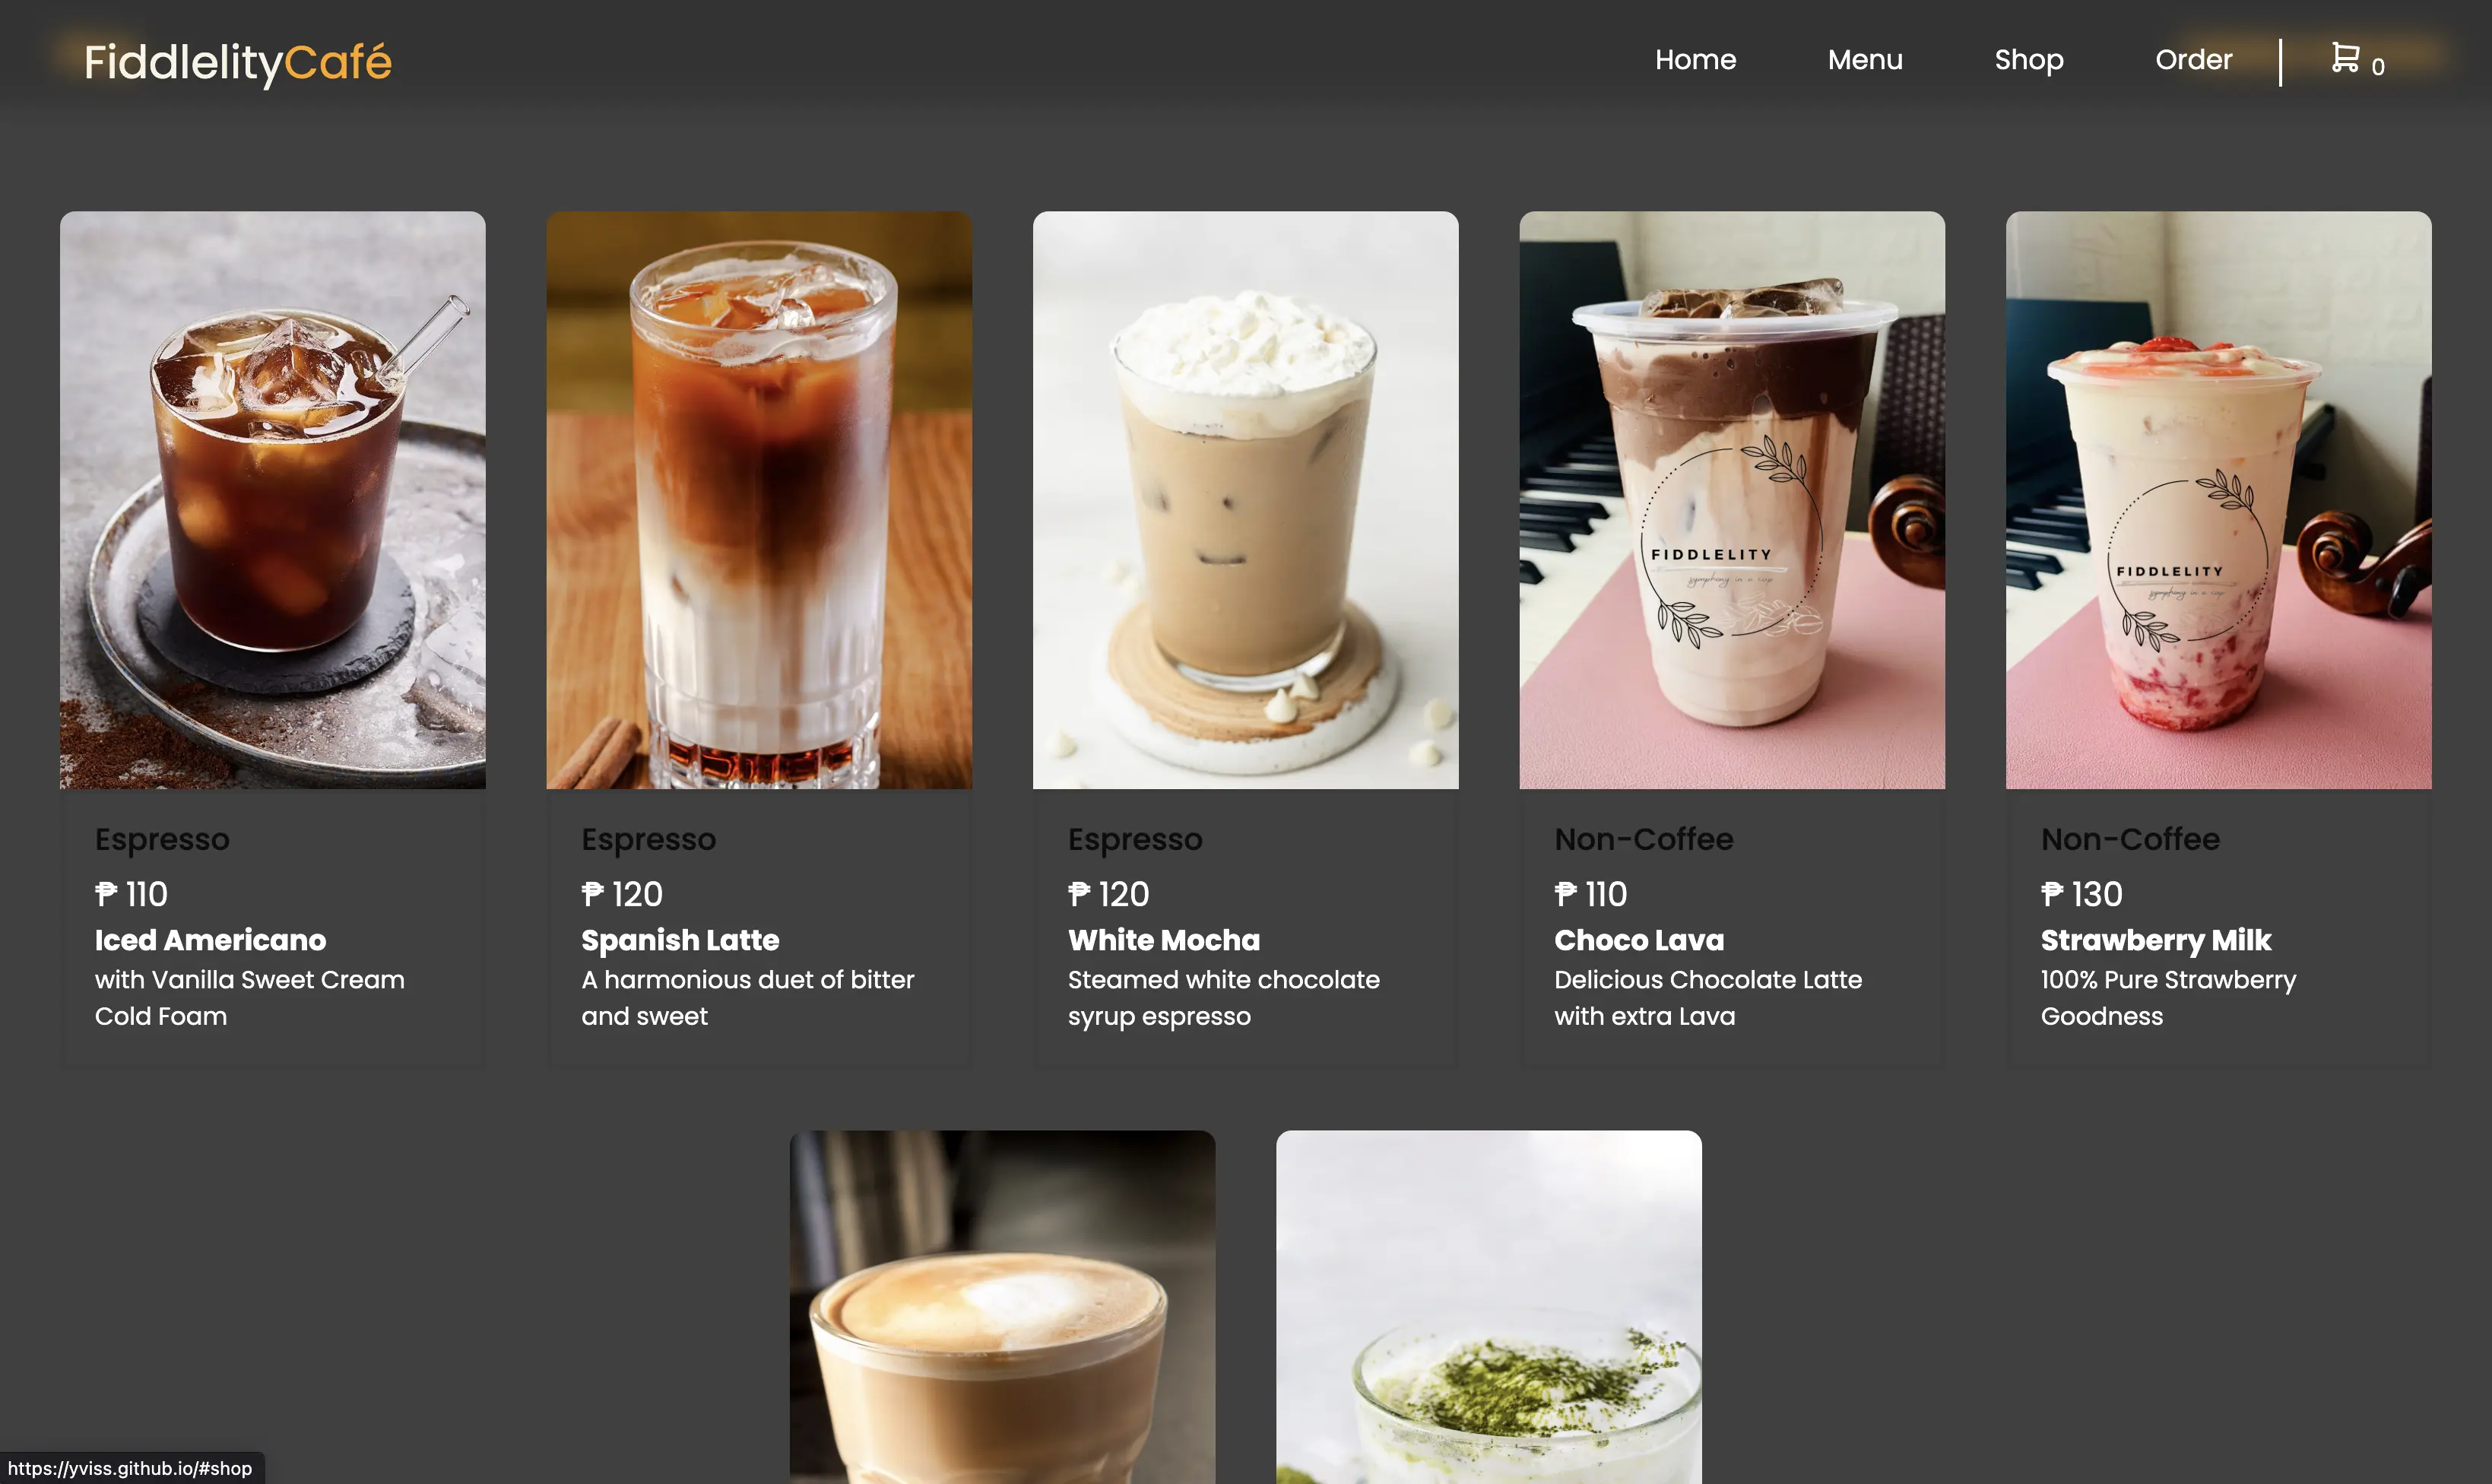 FiddlelityCafé
Home Menu Shop Order 0
FIDDLELITY
symphony in a cup
FIDDLELITY
symphony in a cup
Espresso
₱ 110
Iced Americano
with Vanilla Sweet Cream
Cold Foam
Espresso
₱ 120
Spanish Latte
A harmonious duet of bitter
and sweet
Espresso
₱ 120
White Mocha
Steamed white chocolate
syrup espresso
Non-Coffee
₱ 110
Choco Lava
Delicious Chocolate Latte
with extra Lava
Non-Coffee
₱ 130
Strawberry Milk
100% Pure Strawberry
Goodness
https://yviss.github.io/#shop